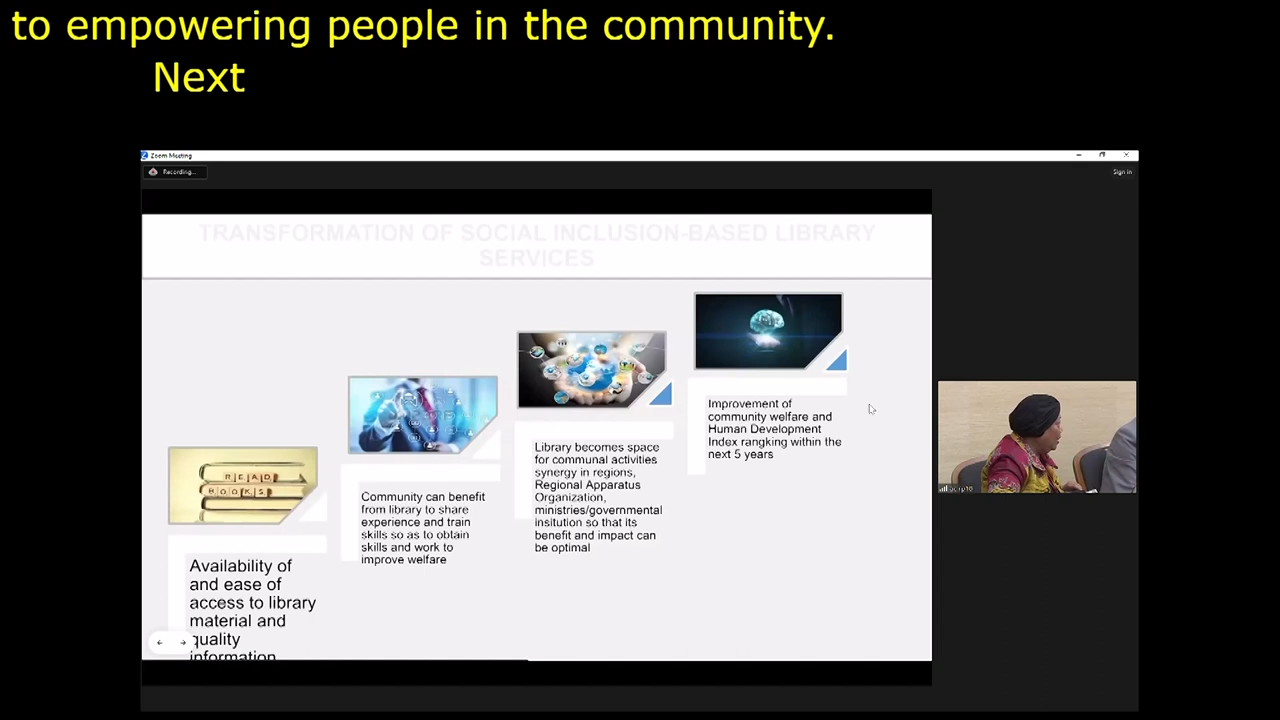 to empowering people in the community.
Next
Zoom Meeting
Recording...
Sign in
TRANSFORMATION OF SOCIAL INCLUSION-BASED LIBRARY
SERVICES
READ
BOOKS
Availability of
and ease of
access to library
material and
quality
information
Community can benefit
from library to share
experience and train
skills so as to obtain
skills and work to
improve welfare
Library becomes space
for communal activities
synergy in regions,
Regional Apparatus
Organization,
ministries/governmental
insitution so that its
benefit and impact can
be optimal
Improvement of
community welfare and
Human Development
Index rangking within the
next 5 years